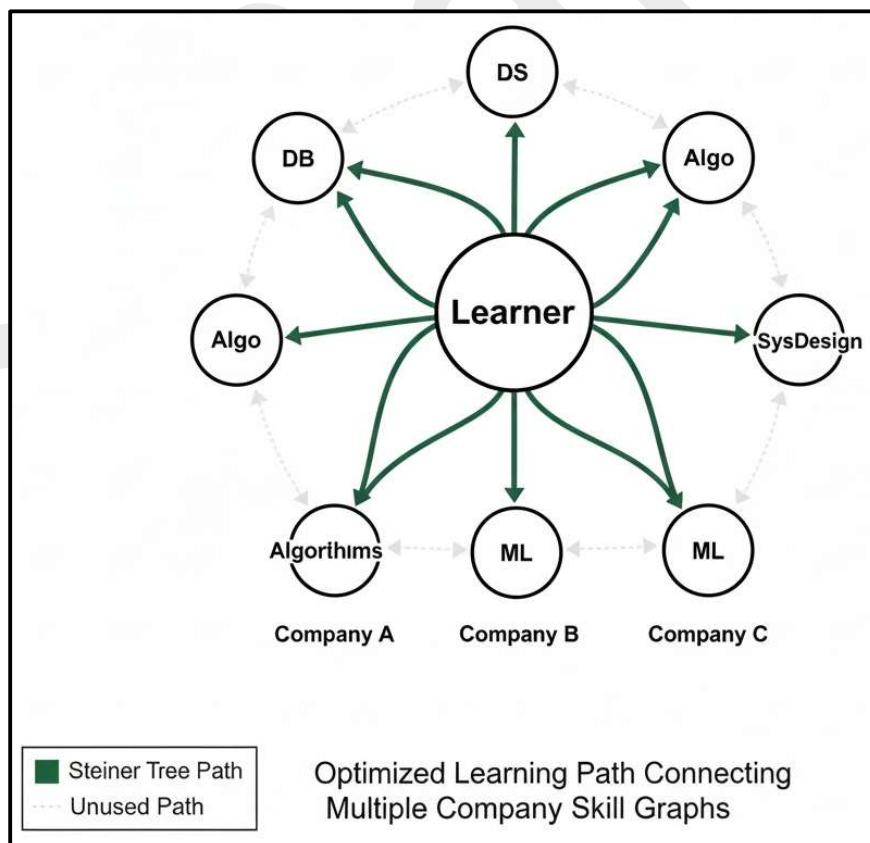 DS
DB
Algo
Learner
Algo
SysDesign
Algorthms
ML
ML
Company A
Company B
Company C
Steiner Tree Path
Unused Path
Optimized Learning Path Connecting
Multiple Company Skill Graphs